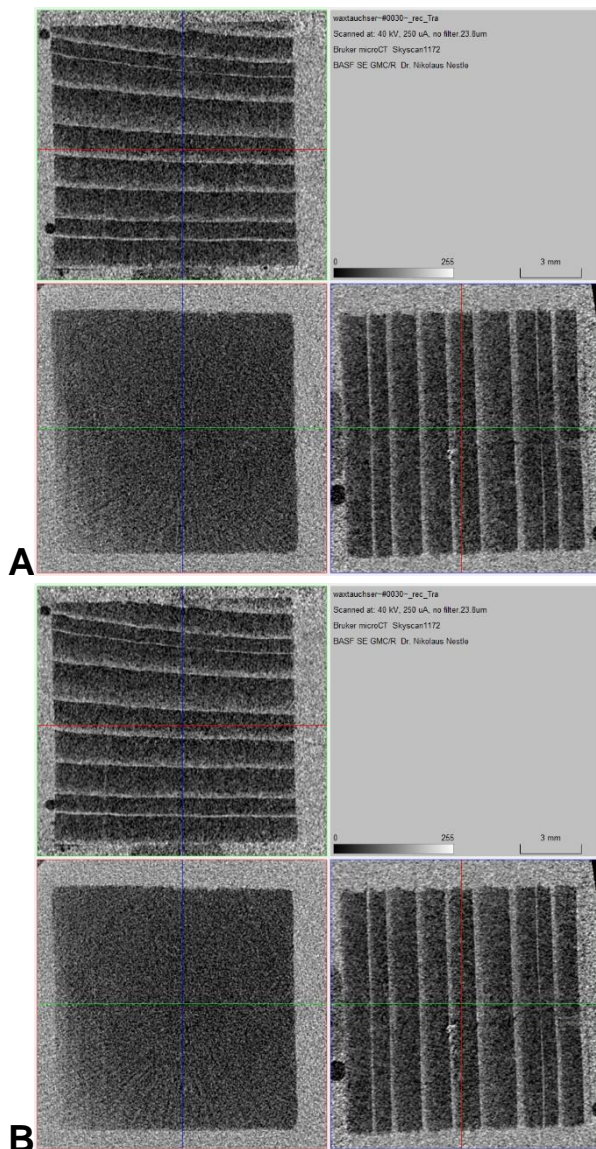 waxtauchser~#0030~_rec_Tra
Scanned at: 40 kV, 250 uA, no filter.23.8um
Bruker microCT Skyscan1172
BASF SE GMC/R Dr. Nikolaus Nestle
0 255 3 mm
A
waxtauchser~#0030~_rec_Tra
Scanned at: 40 kV, 250 uA, no filter.23.8um
Bruker microCT Skyscan1172
BASF SE GMC/R Dr. Nikolaus Nestle
0 255 3 mm
B